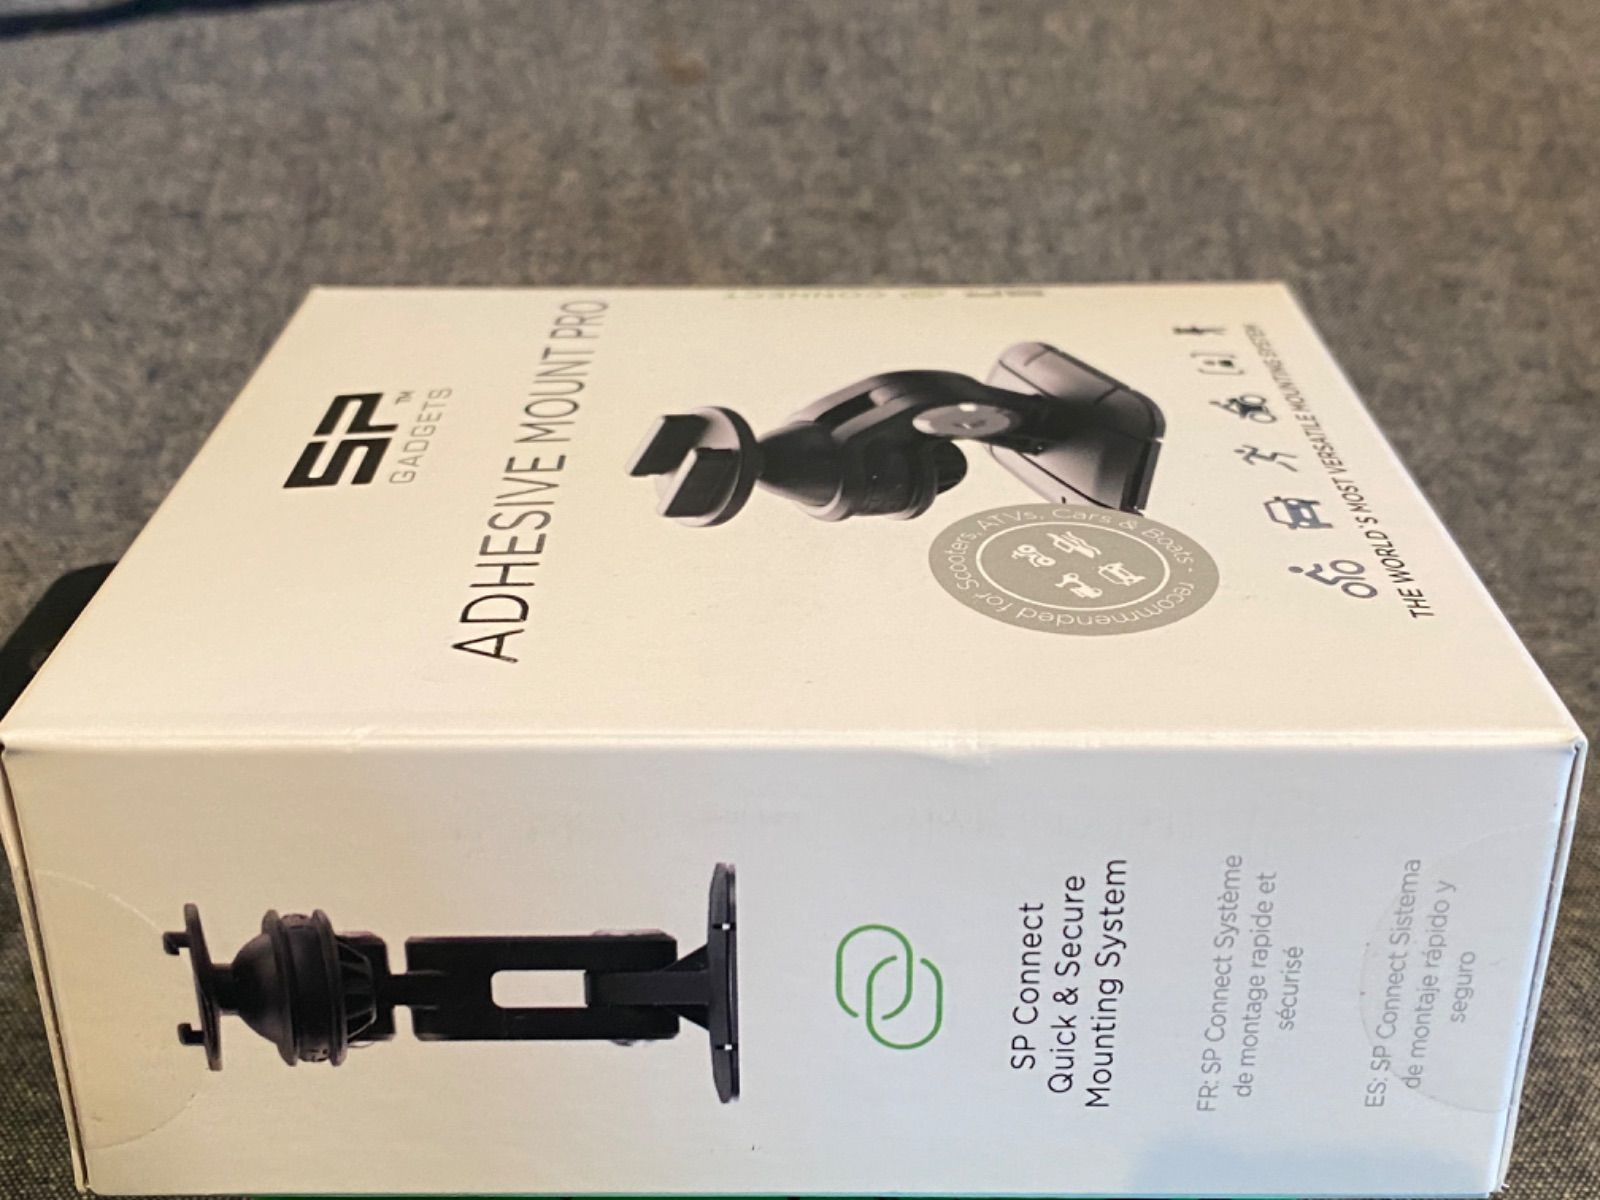 SP™
GADGETS
ADHESIVE MOUNT PRO
recommended for Scooters, ATVs, Cars & Boats -
THE WORLD'S MOST VERSATILE MOUNTING SYSTEM
SP Connect
Quick & Secure
Mounting System
FR: SP Connect Système
de montage rapide et
sécurisé
ES: SP Connect Sistema
de montaje rápido y
seguro
SP CONNECT